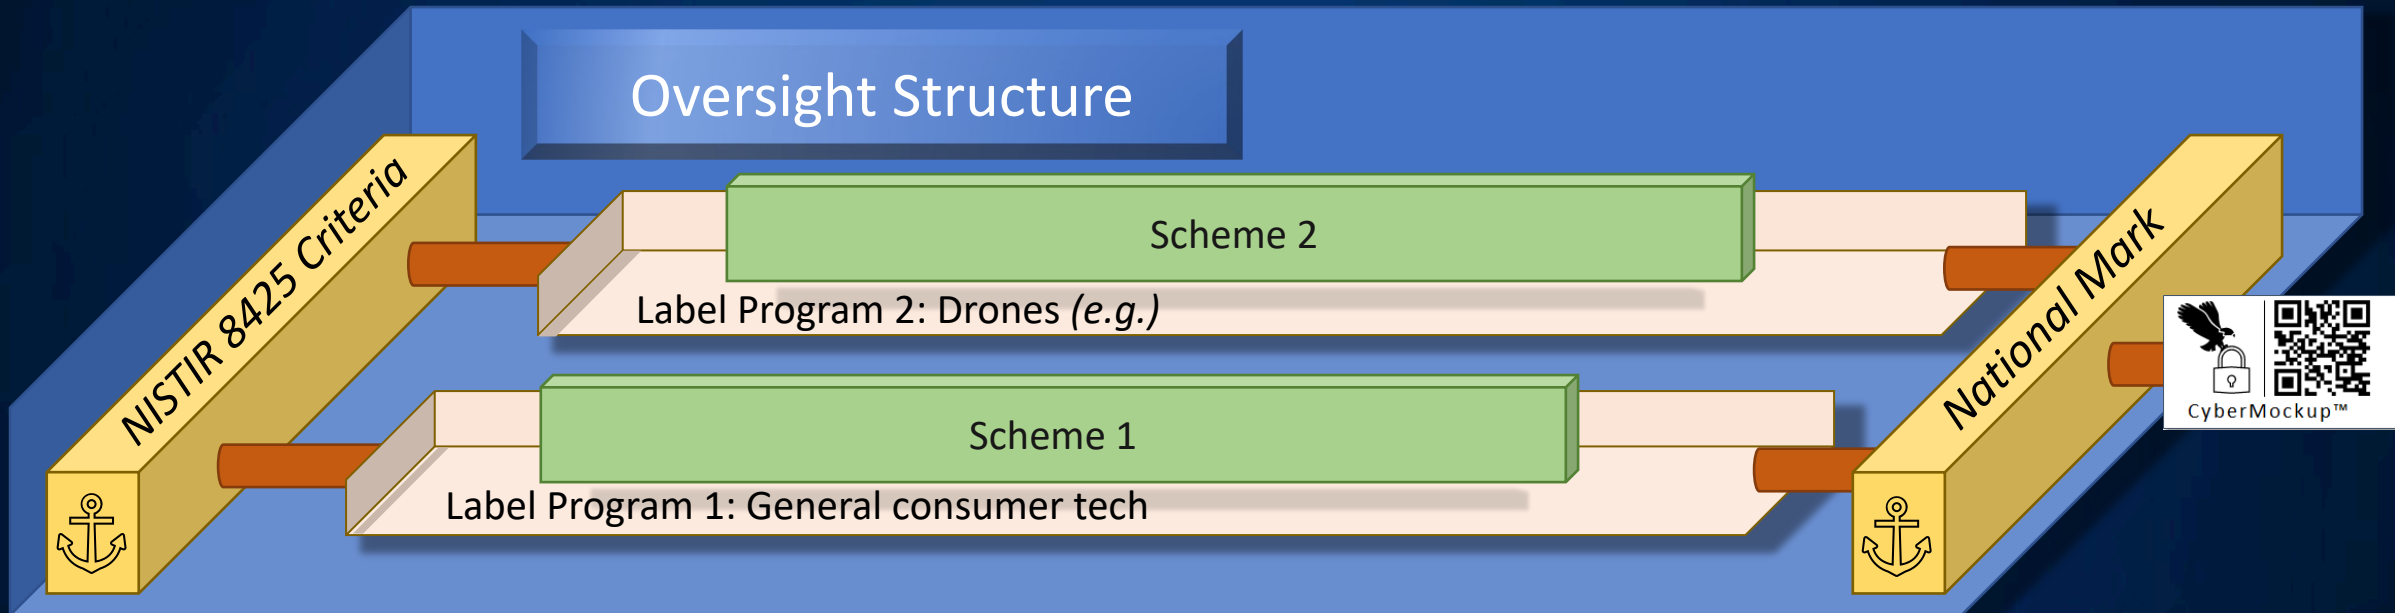 Oversight Structure
NISTIR 8425 Criteria
Scheme 2
Label Program 2: Drones (e.g.)
Scheme 1
Label Program 1: General consumer tech
National Mark
CyberMockup™